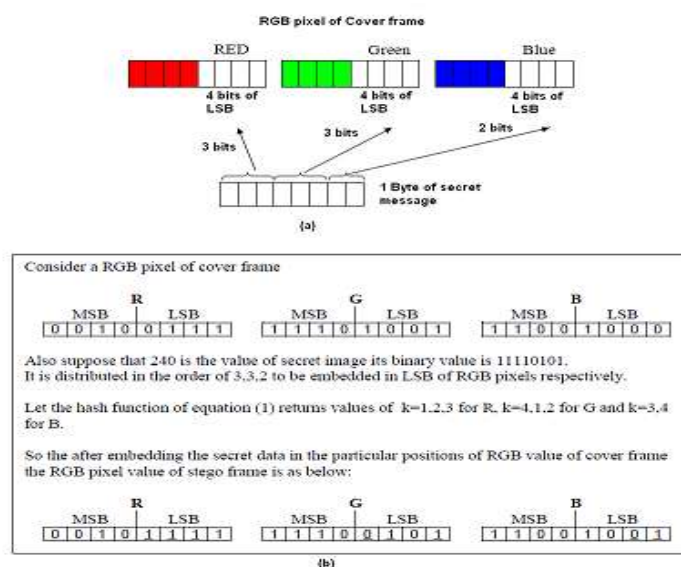 RGB pixel of Cover frame
RED Green Blue
4 bits of LSB 4 bits of LSB 4 bits of LSB
3 bits 3 bits 2 bits
1 Byte of secret message
(a)
Consider a RGB pixel of cover frame
R G B
MSB LSB MSB LSB MSB LSB
0 0 1 0 0 1 1 1 1 1 1 0 1 0 0 1 1 1 0 0 1 0 0 0
Also suppose that 240 is the value of secret image its binary value is 11110101.
It is distributed in the order of 3,3,2 to be embedded in LSB of RGB pixels respectively.
Let the hash function of equation (1) returns values of k=1,2,3 for R, k=4,1,2 for G and k=3,4
for B.
So the after embedding the secret data in the particular positions of RGB value of cover frame
the RGB pixel value of stego frame is as below:
R G B
MSB LSB MSB LSB MSB LSB
0 0 1 0 1 1 1 1 1 1 1 0 0 1 0 1 1 1 0 0 1 0 0 1
(b)